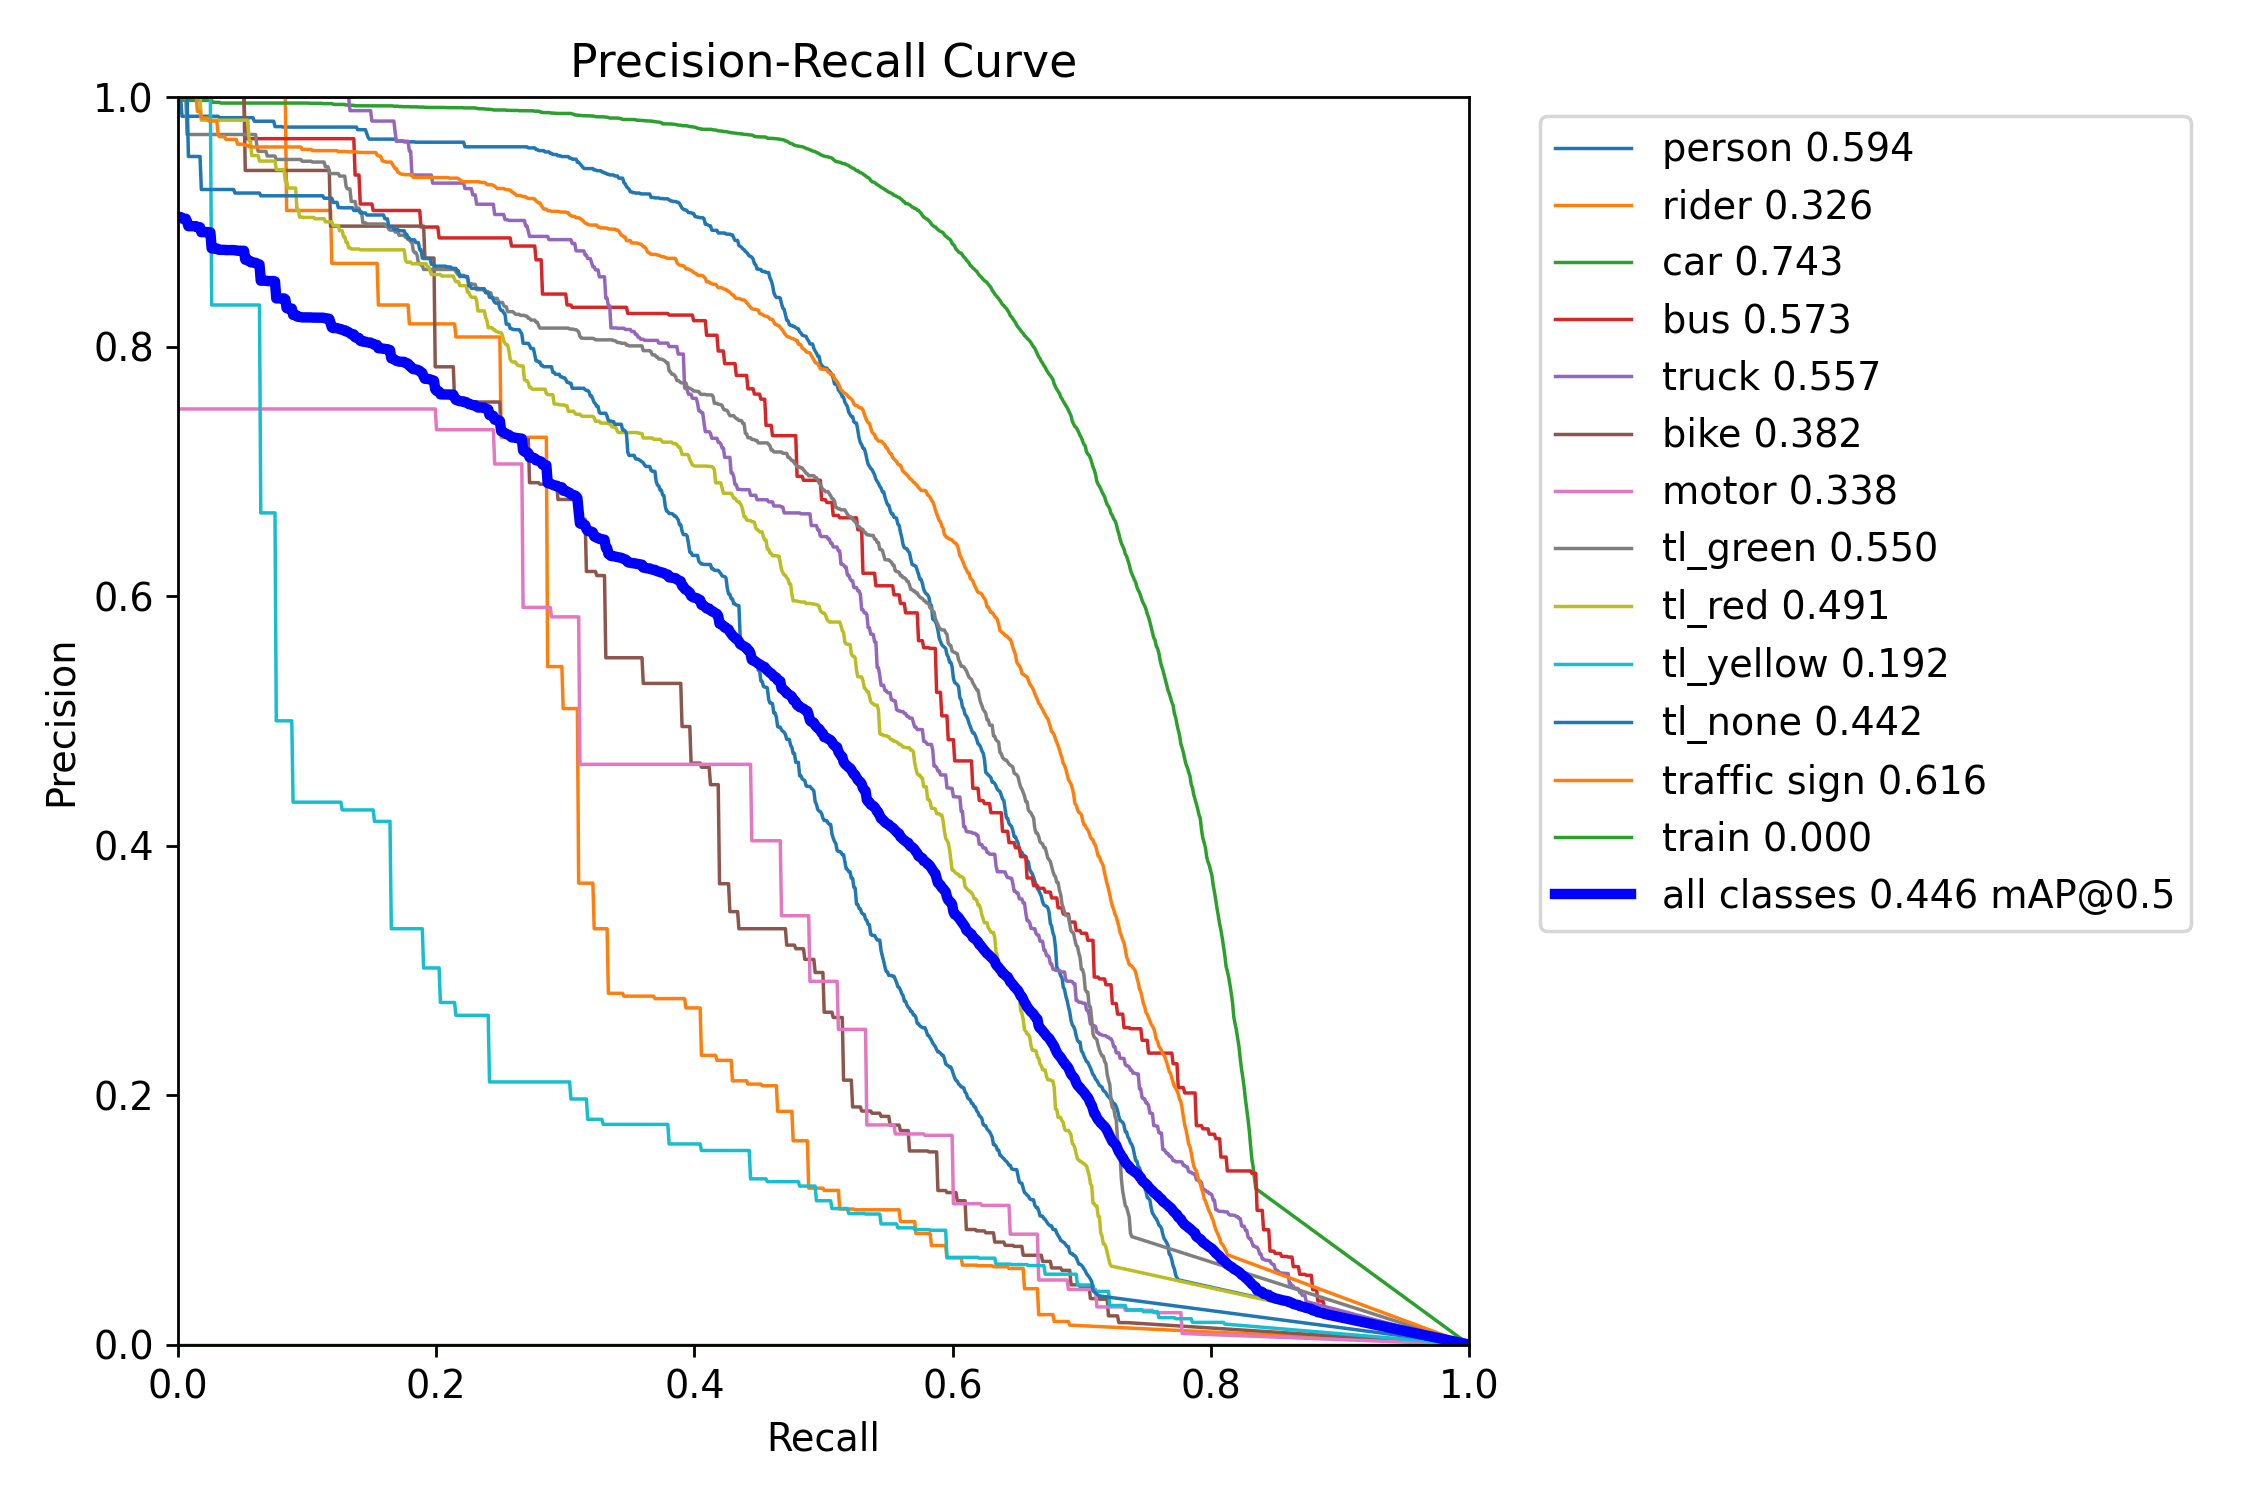 Precision-Recall Curve
1.0
0.8
0.6
0.4
0.2
0.0
Precision
0.0 0.2 0.4 0.6 0.8 1.0
Recall
person 0.594
rider 0.326
car 0.743
bus 0.573
truck 0.557
bike 0.382
motor 0.338
tl_green 0.550
tl_red 0.491
tl_yellow 0.192
tl_none 0.442
traffic sign 0.616
train 0.000
all classes 0.446 mAP@0.5